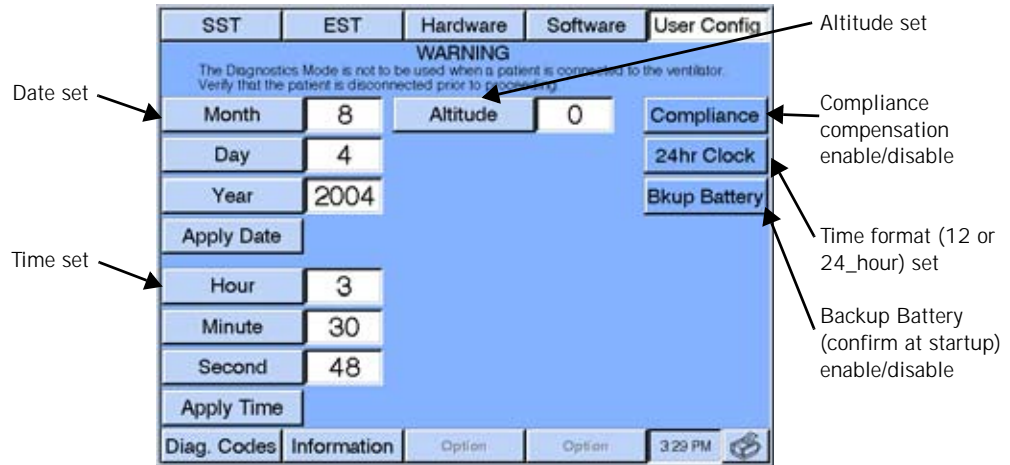 SST EST Hardware Software User Config
WARNING
The Diagnostics Mode is not to be used when a patient is connected to the ventilator.
Verify that the patient is disconnected prior to proceeding.
Month 8 Altitude 0 Compliance
Day 4 24hr Clock
Year 2004 Bkup Battery
Apply Date
Hour 3
Minute 30
Second 48
Apply Time
Diag. Codes Information Option Option 3:29 PM
Date set
Time set
Altitude set
Compliance
compensation
enable/disable
Time format (12 or
24_hour) set
Backup Battery
(confirm at startup)
enable/disable